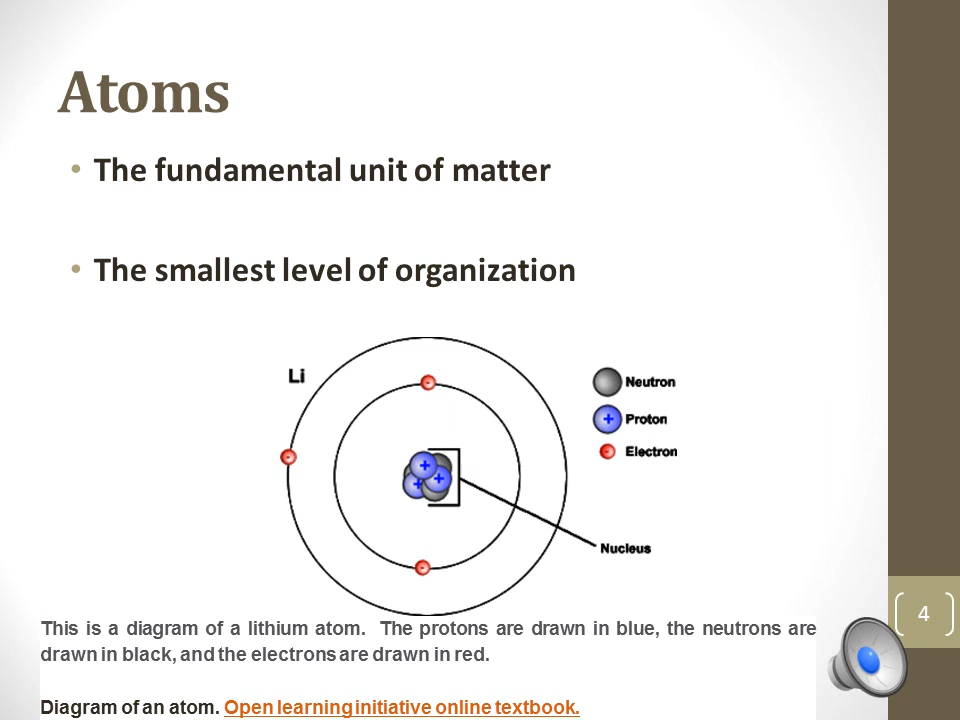 Atoms
• The fundamental unit of matter
• The smallest level of organization
Li
Neutron
+ Proton
- Electron
-
-
+
+
+
-
Nucleus
This is a diagram of a lithium atom. The protons are drawn in blue, the neutrons are
drawn in black, and the electrons are drawn in red.
4
Diagram of an atom. Open learning initiative online textbook.